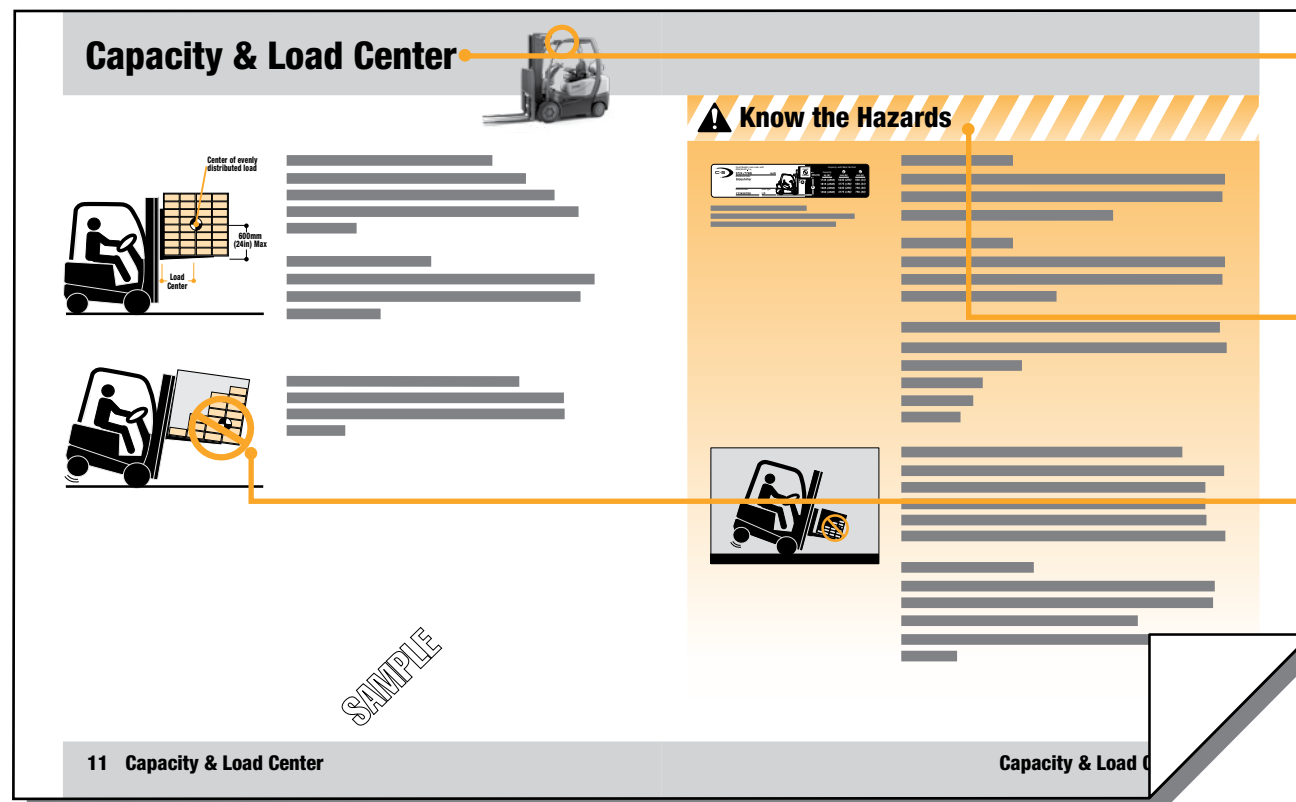 Capacity & Load Center
Center of evenly
distributed load
600mm
(24in) Max
Load
Center
SAMPLE
11 Capacity & Load Center
Know the Hazards
Capacity & Load